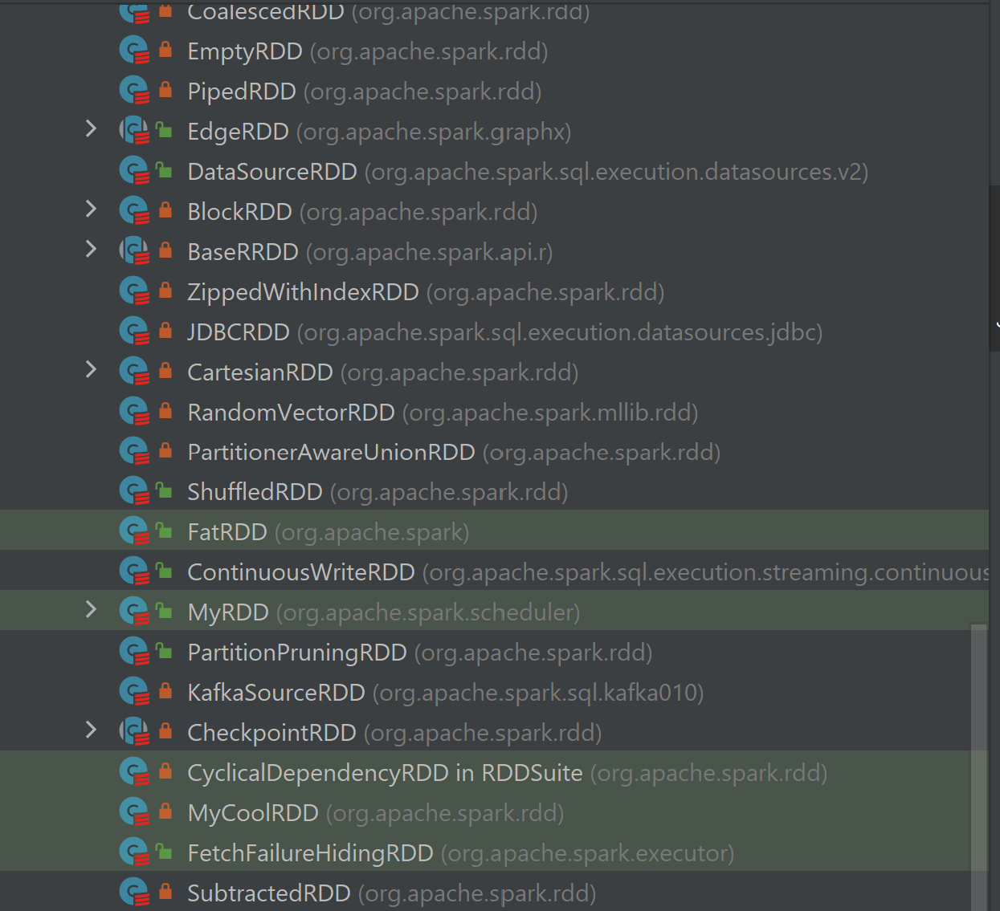 CoalescedRDD (org.apache.spark.rdd)
EmptyRDD (org.apache.spark.rdd)
PipedRDD (org.apache.spark.rdd)
EdgeRDD (org.apache.spark.graphx)
DataSourceRDD (org.apache.spark.sql.execution.datasources.v2)
BlockRDD (org.apache.spark.rdd)
BaseRRDD (org.apache.spark.api.r)
ZippedWithIndexRDD (org.apache.spark.rdd)
JDBCRDD (org.apache.spark.sql.execution.datasources.jdbc)
CartesianRDD (org.apache.spark.rdd)
RandomVectorRDD (org.apache.spark.mllib.rdd)
PartitionerAwareUnionRDD (org.apache.spark.rdd)
ShuffledRDD (org.apache.spark.rdd)
FatRDD (org.apache.spark)
ContinuousWriteRDD (org.apache.spark.sql.execution.streaming.continuous
MyRDD (org.apache.spark.scheduler)
PartitionPruningRDD (org.apache.spark.rdd)
KafkaSourceRDD (org.apache.spark.sql.kafka010)
CheckpointRDD (org.apache.spark.rdd)
CyclicalDependencyRDD in RDDSuite (org.apache.spark.rdd)
MyCoolRDD (org.apache.spark.rdd)
FetchFailureHidingRDD (org.apache.spark.executor)
SubtractedRDD (org.apache.spark.rdd)